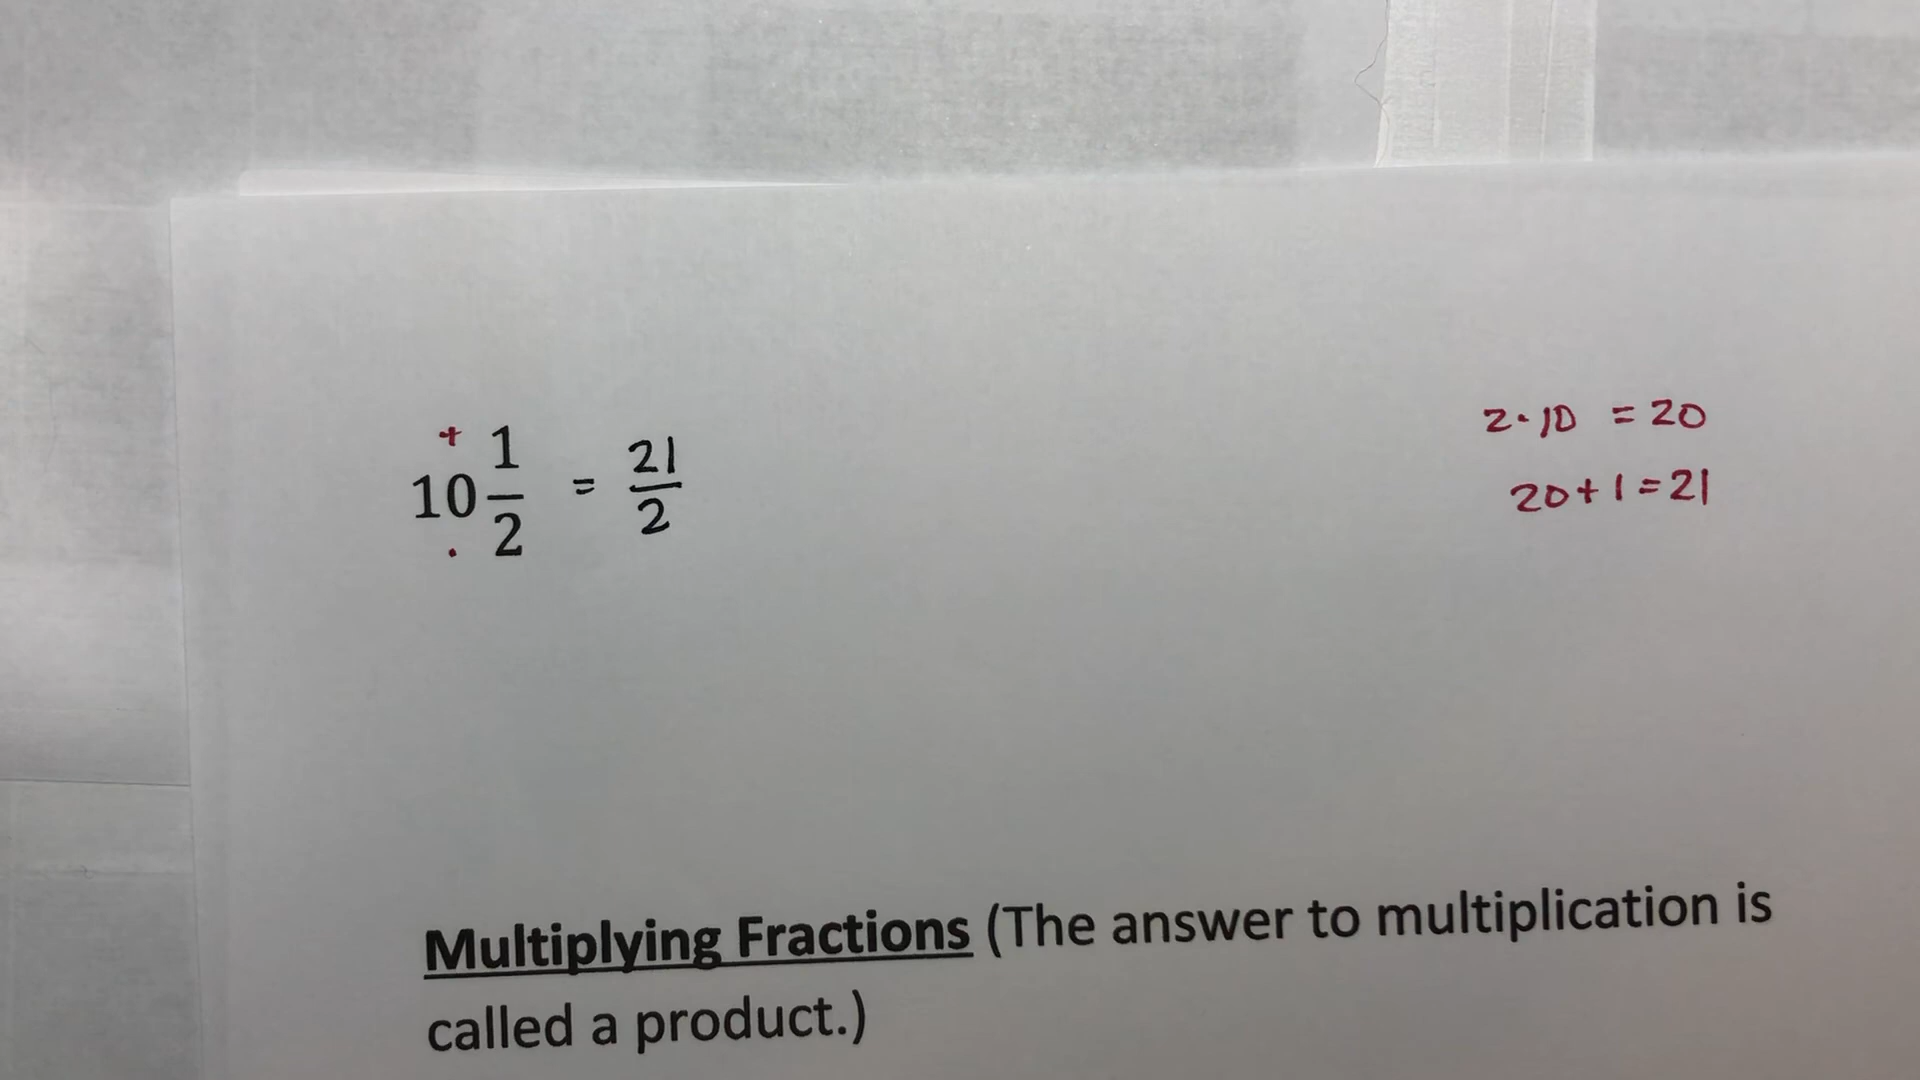 10 1/2 = 21/2
+
·
2·10 = 20
20+1=21
Multiplying Fractions (The answer to multiplication is
called a product.)